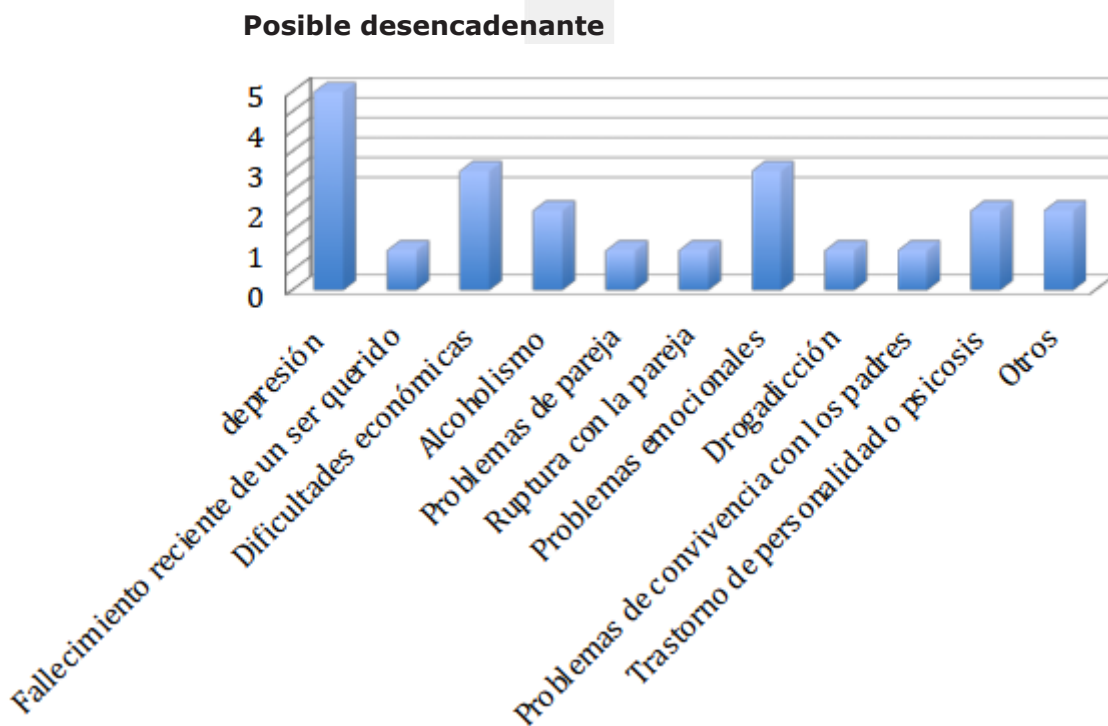 Posible desencadenante
5
4
3
2
1
0
depresión
Fallecimiento reciente de un ser querido
Dificultades económicas
Alcoholismo
Problemas de pareja
Ruptura con la pareja
Problemas emocionales
Drogadicción
Problemas de convivencia con los padres
Trastorno de personalidad o psicosis
Otros